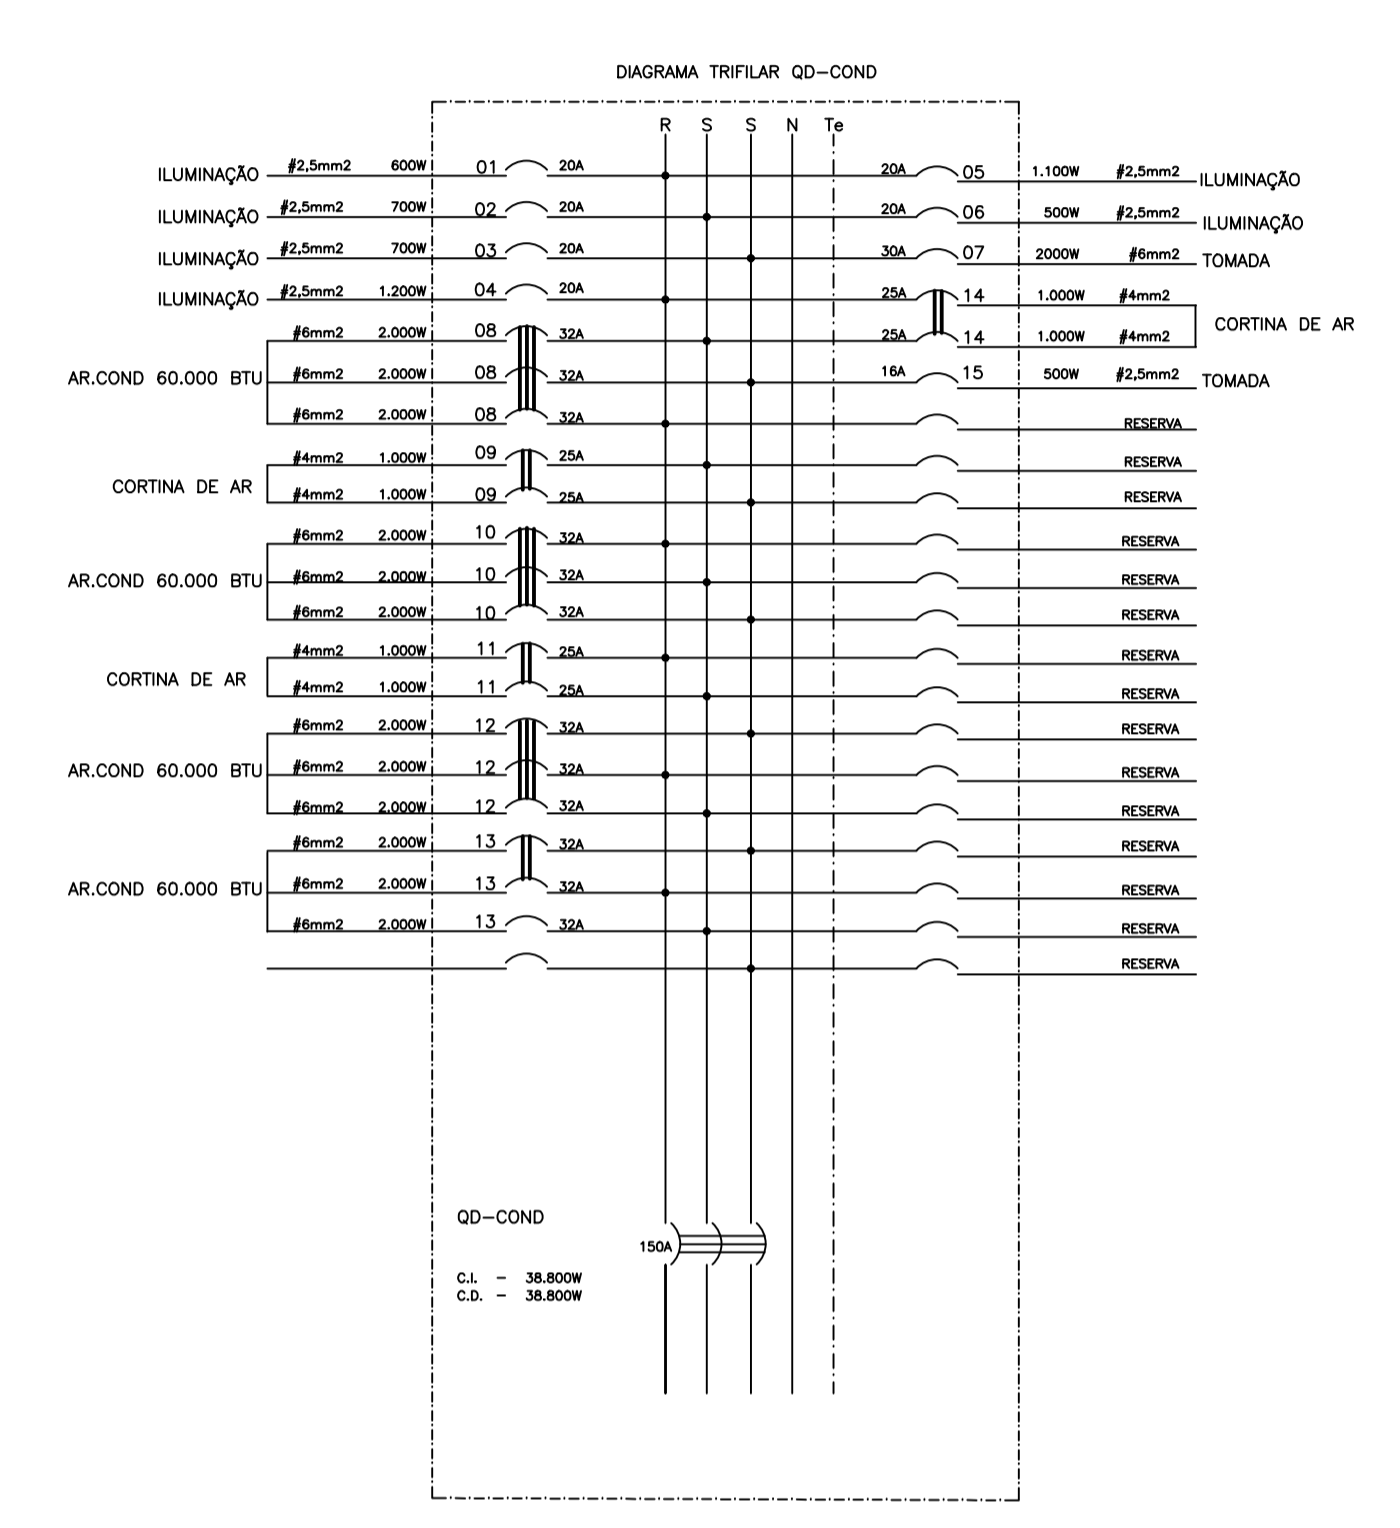 DIAGRAMA TRIFILAR QD-COND
R S S N Te
ILUMINAÇÃO #2,5mm2 600W 01 20A 20A 05 1.100W #2,5mm2 ILUMINAÇÃO
ILUMINAÇÃO #2,5mm2 700W 02 20A 20A 06 500W #2,5mm2 ILUMINAÇÃO
ILUMINAÇÃO #2,5mm2 700W 03 20A 30A 07 2000W #6mm2 TOMADA
ILUMINAÇÃO #2,5mm2 1.200W 04 20A 25A 14 1.000W #4mm2
CORTINA DE AR
#6mm2 2.000W 08 32A 25A 14 1.000W #4mm2
AR.COND 60.000 BTU #6mm2 2.000W 08 32A 16A 15 500W #2,5mm2 TOMADA
#6mm2 2.000W 08 32A RESERVA
#4mm2 1.000W 09 25A RESERVA
CORTINA DE AR
#4mm2 1.000W 09 25A RESERVA
#6mm2 2.000W 10 32A RESERVA
AR.COND 60.000 BTU #6mm2 2.000W 10 32A RESERVA
#6mm2 2.000W 10 32A RESERVA
#4mm2 1.000W 11 25A RESERVA
CORTINA DE AR
#4mm2 1.000W 11 25A RESERVA
#6mm2 2.000W 12 32A RESERVA
AR.COND 60.000 BTU #6mm2 2.000W 12 32A RESERVA
#6mm2 2.000W 12 32A RESERVA
#6mm2 2.000W 13 32A RESERVA
AR.COND 60.000 BTU #6mm2 2.000W 13 32A RESERVA
#6mm2 2.000W 13 32A RESERVA
RESERVA
QD-COND
150A
C.I. - 38.800W
C.D. - 38.800W